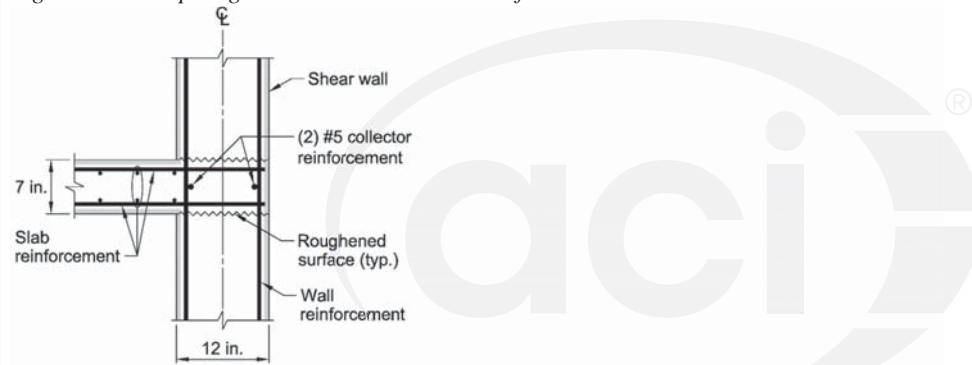 ℄
Shear wall
(2) #5 collector
reinforcement
7 in.
Slab
reinforcement
Roughened
surface (typ.)
Wall
reinforcement
12 in.
aci
®